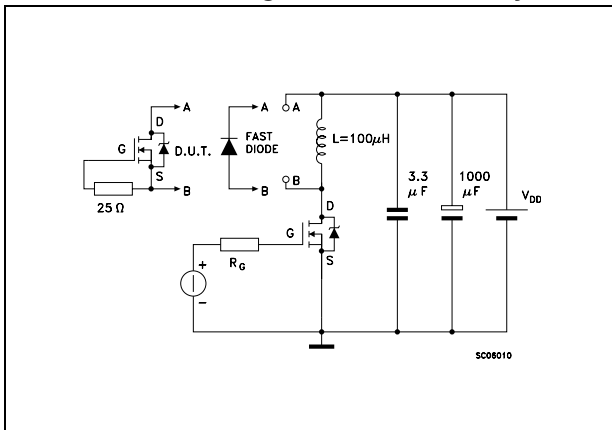 A
A
A
D
G
D.U.T.
S
FAST
DIODE
L=100µH
B
B
B
25 Ω
3.3
µF
1000
µF
V_DD
D
G
S
R_G
+
−
SC06010